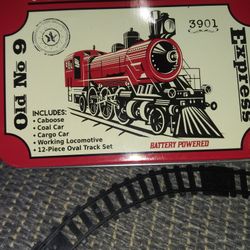 Old No 9
3901
Express
INCLUDES:
• Caboose
• Coal Car
• Cargo Car
• Working Locomotive
• 12-Piece Oval Track Set
BATTERY POWERED